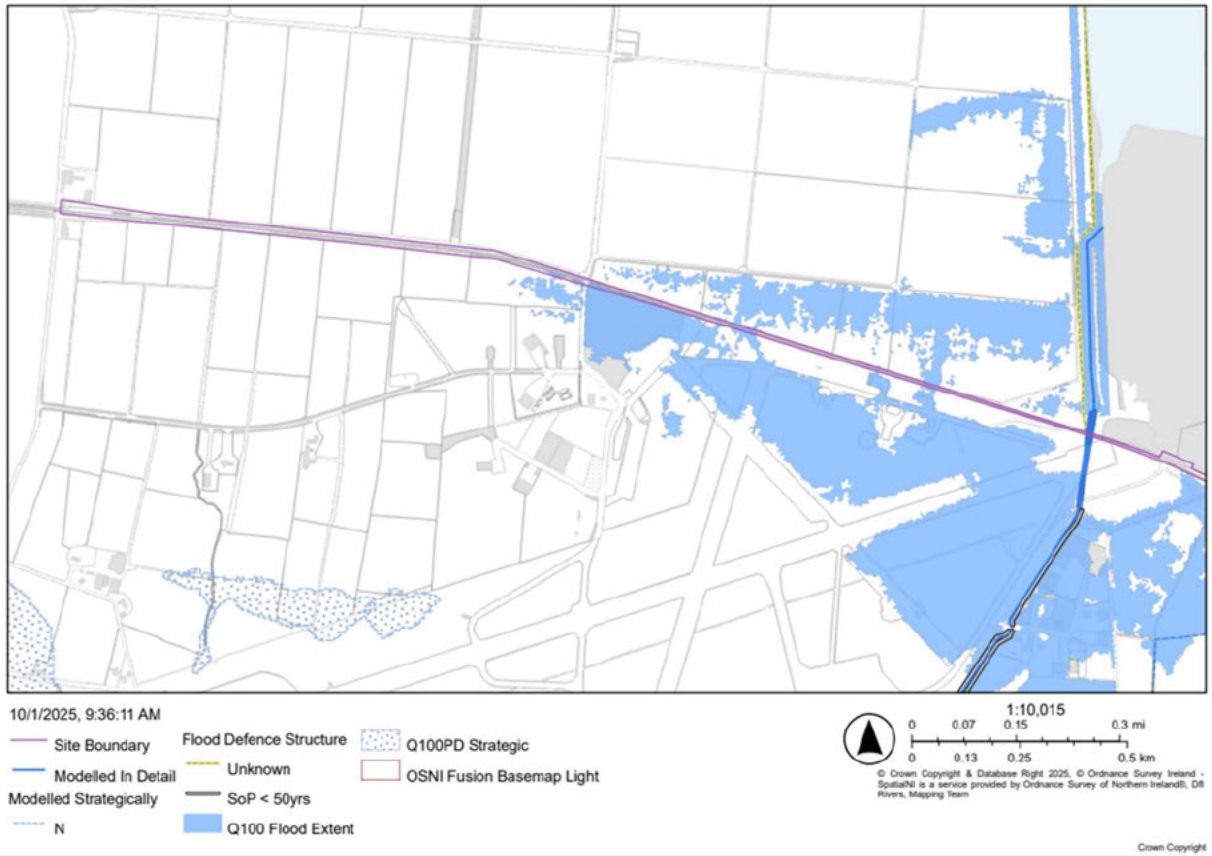 10/1/2025, 9:36:11 AM
Site Boundary
Modelled In Detail
Modelled Strategically
N
Flood Defence Structure
Unknown
SoP < 50yrs
Q100 Flood Extent
Q100PD Strategic
OSNI Fusion Basemap Light
1:10,015
0 0.07 0.15 0.3 mi
0 0.13 0.25 0.5 km
© Crown Copyright & Database Right 2025, © Ordnance Survey Ireland -
SpatialNI is a service provided by Ordnance Survey of Northern Ireland®, DfI
Rivers, Mapping Team
Crown Copyright